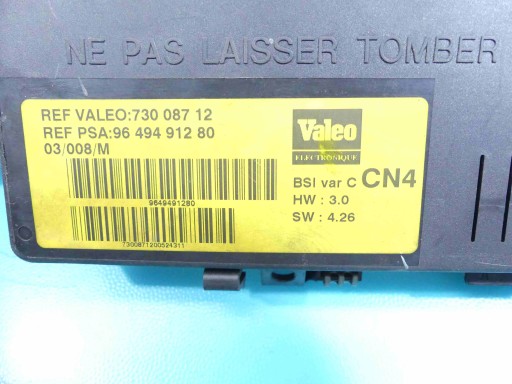 NE PAS LAISSER TOMBER
REF VALEO:730 087 12
REF PSA:96 494 912 80
03/008/M
9649491280
7300871200524311
Valeo
ELECTRONIQUE
BSI var C CN4
HW : 3.0
SW : 4.26